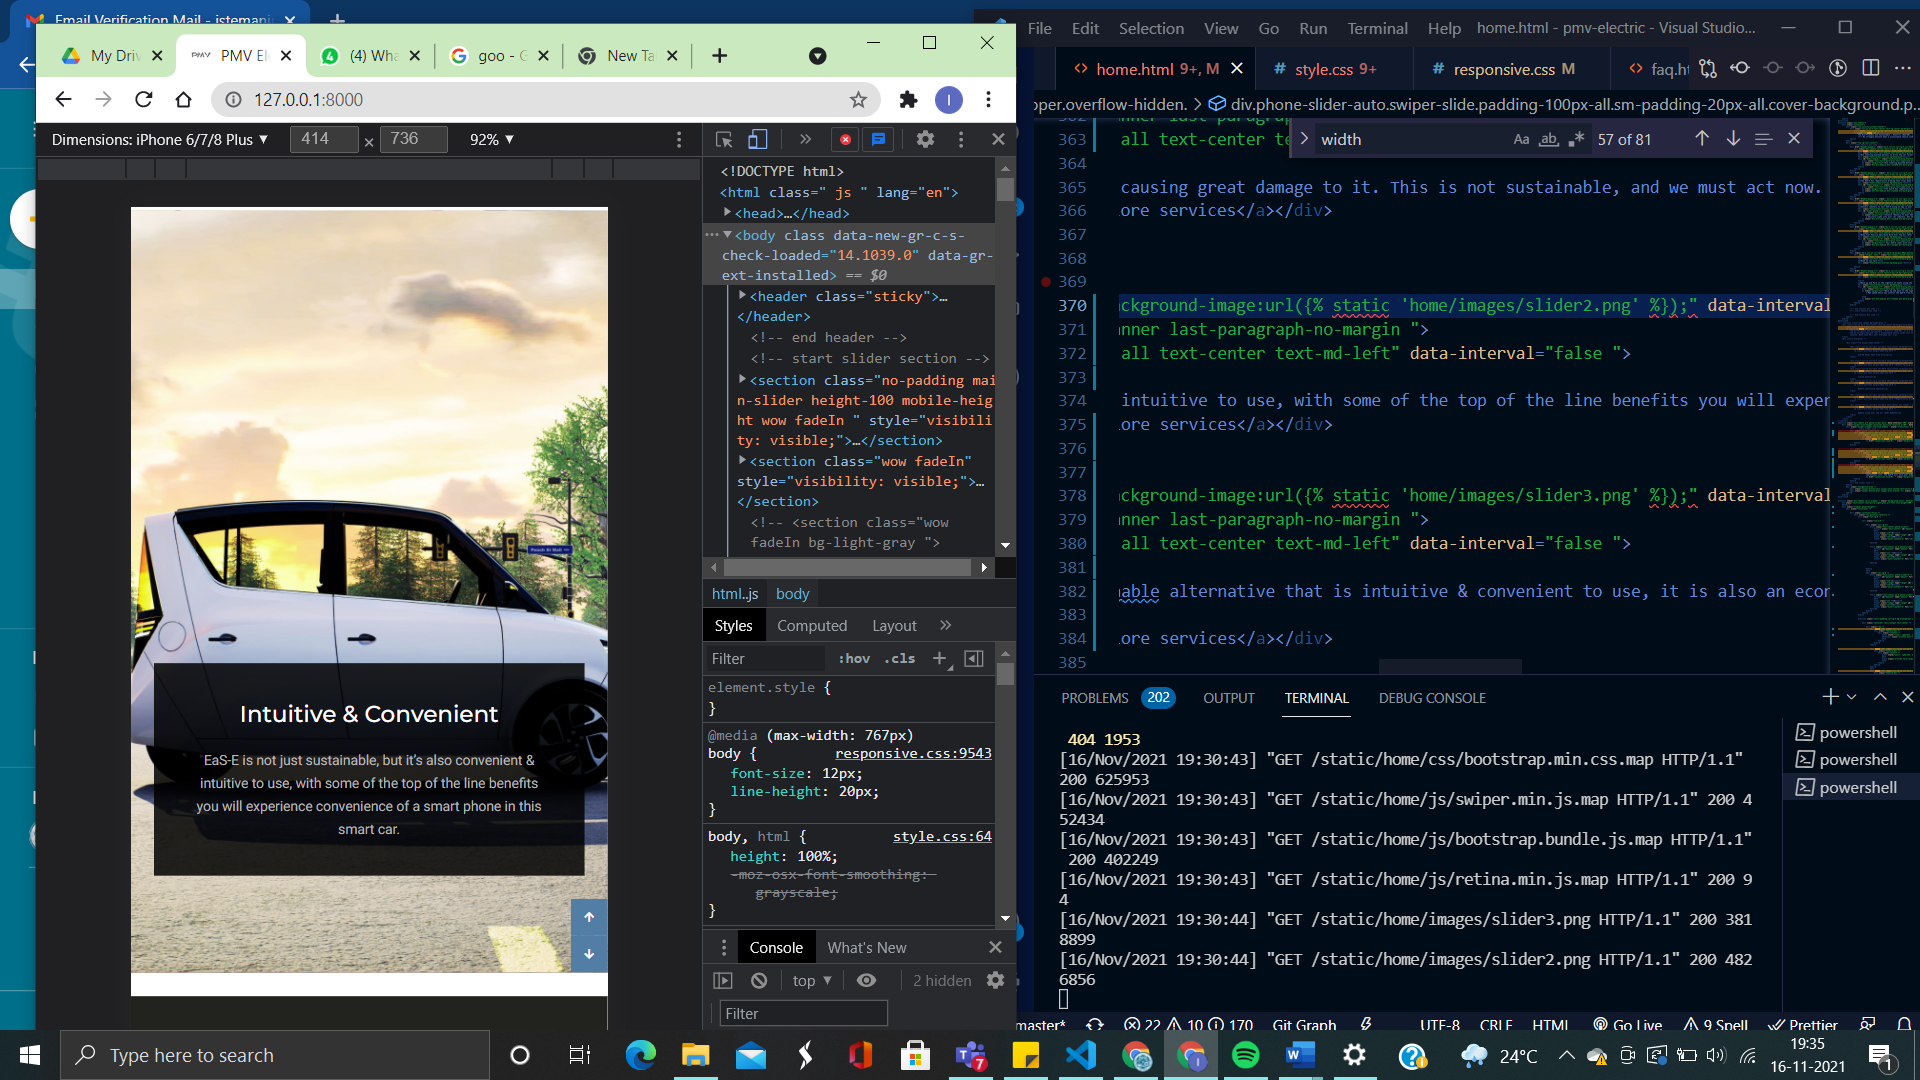 Email Verification Mail - istemani
My Driv
PMV El
(4) Wha
goo - G
New Ta
127.0.0.1:8000
I
Dimensions: iPhone 6/7/8 Plus ▼
414 × 736
92% ▼
<!DOCTYPE html>
<html class=" js " lang="en">
<head>…</head>
<body class data-new-gr-c-s-
check-loaded="14.1039.0" data-gr-
ext-installed> == $0
<header class="sticky">…
</header>
<!-- end header -->
<!-- start slider section -->
<section class="no-padding mai
n-slider height-100 mobile-heig
ht wow fadeIn " style="visibili
ty: visible;">…</section>
<section class="wow fadeIn"
style="visibility: visible;">…
</section>
<!-- <section class="wow
fadeIn bg-light-gray ">
html.js body
Styles Computed Layout »
Filter :hov .cls +
element.style {
}
@media (max-width: 767px)
body { responsive.css:9543
font-size: 12px;
line-height: 20px;
}
body, html { style.css:64
height: 100%;
-moz-osx-font-smoothing:
grayscale;
}
Console What's New
top ▼ 2 hidden
Filter
Intuitive & Convenient
EaS-E is not just sustainable, but it's also convenient &
intuitive to use, with some of the top of the line benefits
you will experience convenience of a smart phone in this
smart car.
File Edit Selection View Go Run Terminal Help home.html - pmv-electric - Visual Studio...
home.html 9+, M
style.css 9+
responsive.css M
faq.ht
pper.overflow-hidden. > div.phone-slider-auto.swiper-slide.padding-100px-all.sm-padding-20px-all.cover-background.p...
width Aa ab 57 of 81
362 nner last-paragraph
363 all text-center te
364
365 causing great damage to it. This is not sustainable, and we must act now.
366 ore services</a></div>
367
368
369
370 ckground-image:url({% static 'home/images/slider2.png' %});" data-interval
371 nner last-paragraph-no-margin ">
372 all text-center text-md-left" data-interval="false ">
373
374 intuitive to use, with some of the top of the line benefits you will exper
375 ore services</a></div>
376
377
378 ckground-image:url({% static 'home/images/slider3.png' %});" data-interval
379 nner last-paragraph-no-margin ">
380 all text-center text-md-left" data-interval="false ">
381
382 nable alternative that is intuitive & convenient to use, it is also an econ
383
384 ore services</a></div>
385
PROBLEMS 202 OUTPUT TERMINAL DEBUG CONSOLE
404 1953
[16/Nov/2021 19:30:43] "GET /static/home/css/bootstrap.min.css.map HTTP/1.1"
200 625953
[16/Nov/2021 19:30:43] "GET /static/home/js/swiper.min.js.map HTTP/1.1" 200 4
52434
[16/Nov/2021 19:30:43] "GET /static/home/js/bootstrap.bundle.js.map HTTP/1.1"
200 402249
[16/Nov/2021 19:30:43] "GET /static/home/js/retina.min.js.map HTTP/1.1" 200 9
4
[16/Nov/2021 19:30:44] "GET /static/home/images/slider3.png HTTP/1.1" 200 381
8899
[16/Nov/2021 19:30:44] "GET /static/home/images/slider2.png HTTP/1.1" 200 482
6856
powershell
powershell
powershell
master* 22 10 170 Git Graph UTF-8 CRLF HTML Go Live 9 Spell Prettier
Type here to search
7
24°C
19:35
16-11-2021
1